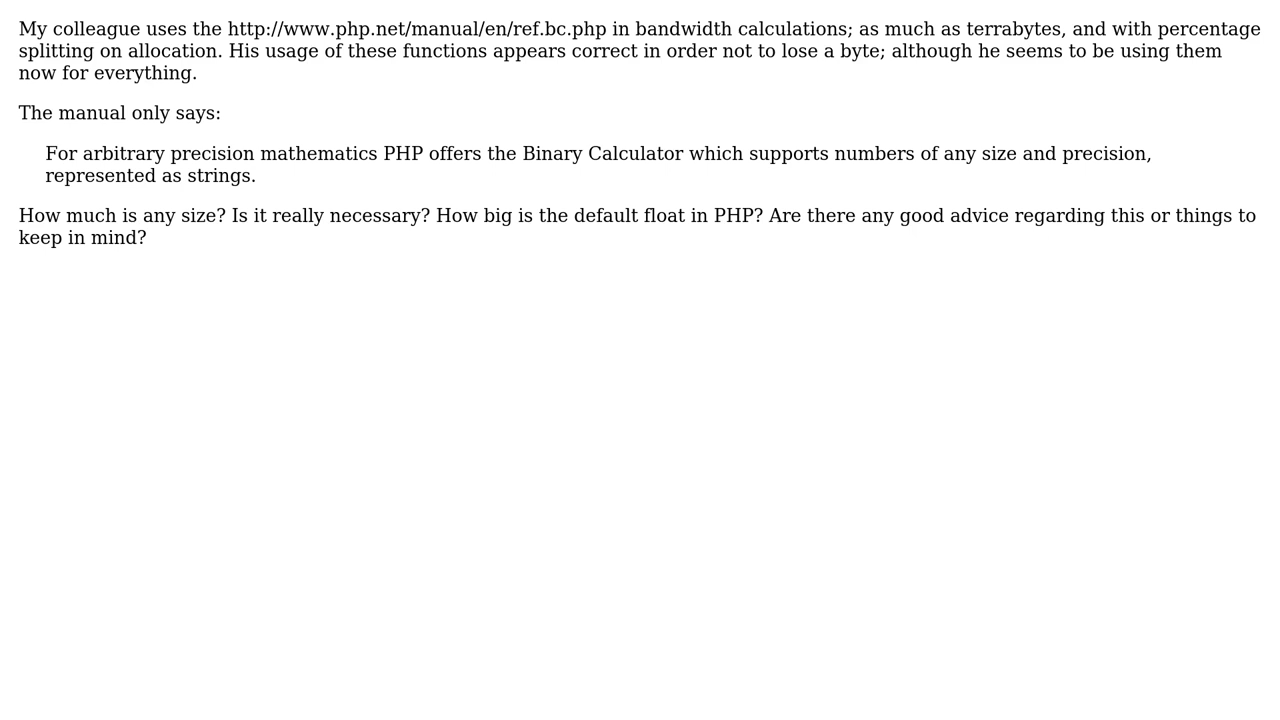 My colleague uses the http://www.php.net/manual/en/ref.bc.php in bandwidth calculations; as much as terrabytes, and with percentage
splitting on allocation. His usage of these functions appears correct in order not to lose a byte; although he seems to be using them
now for everything.
The manual only says:
For arbitrary precision mathematics PHP offers the Binary Calculator which supports numbers of any size and precision,
represented as strings.
How much is any size? Is it really necessary? How big is the default float in PHP? Are there any good advice regarding this or things to
keep in mind?